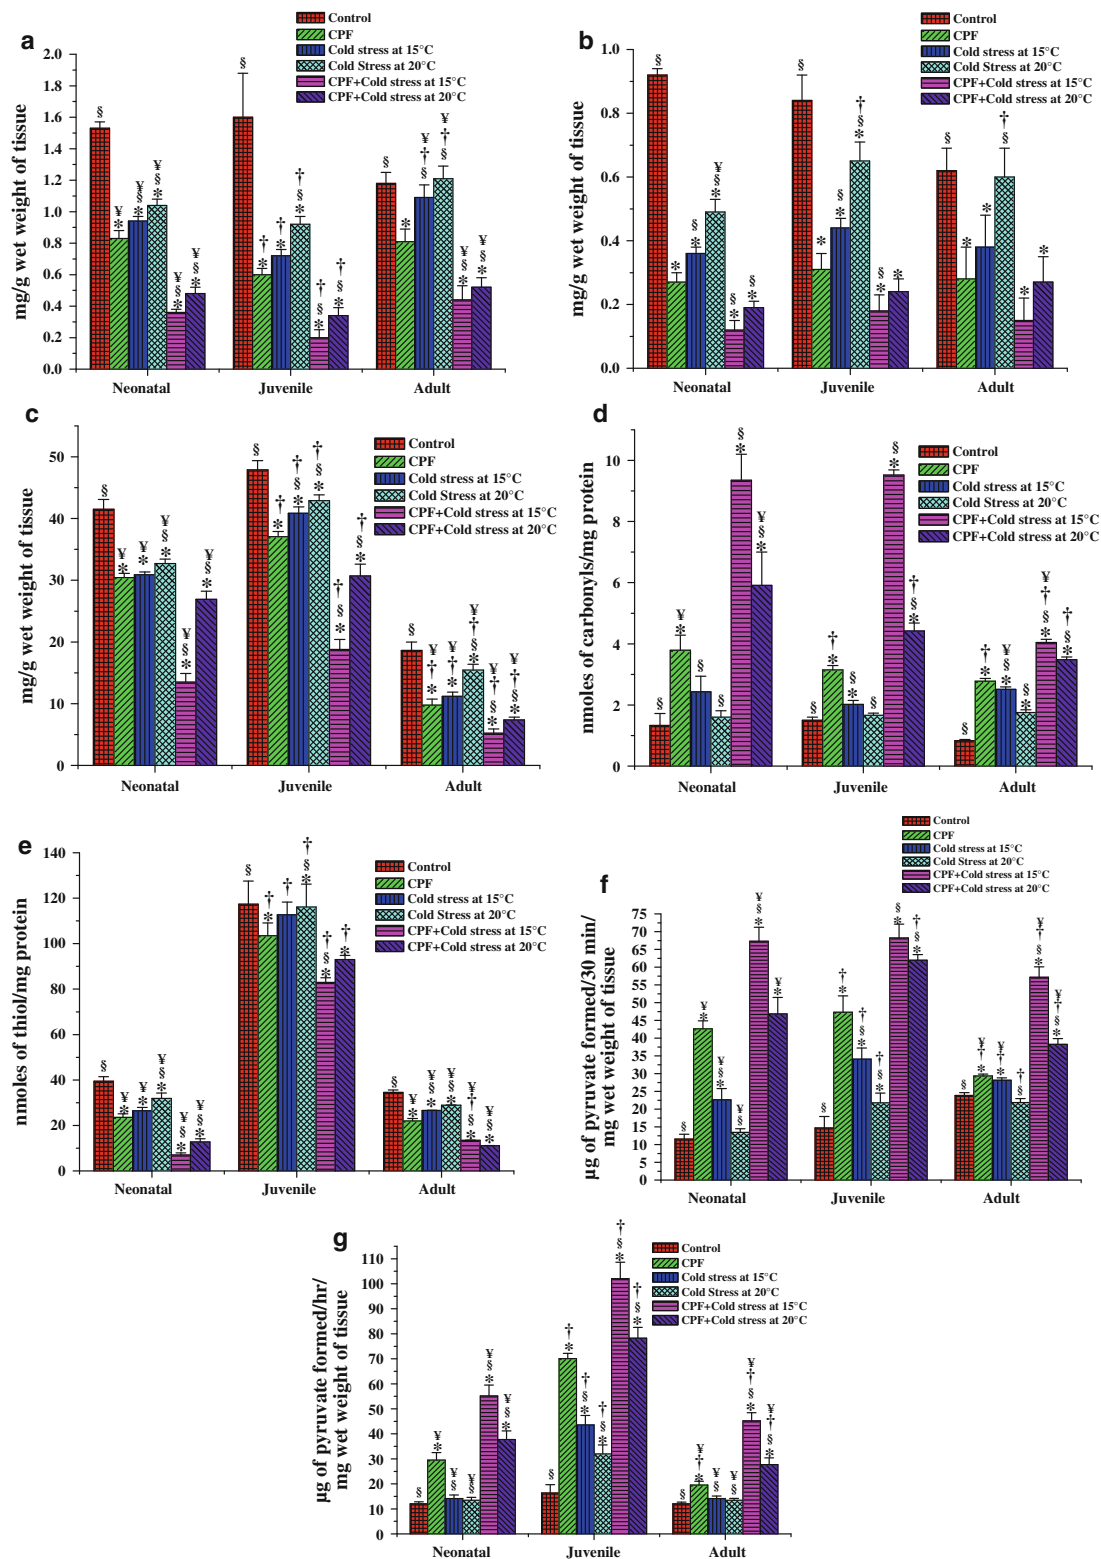 a
Control
CPF
Cold stress at 15°C
Cold Stress at 20°C
CPF+Cold stress at 15°C
CPF+Cold stress at 20°C
mg/g wet weight of tissue
2.0
1.8
1.6
1.4
1.2
1.0
0.8
0.6
0.4
0.2
0.0
Neonatal Juvenile Adult
b
Control
CPF
Cold stress at 15°C
Cold Stress at 20°C
CPF+Cold stress at 15°C
CPF+Cold stress at 20°C
mg/g wet weight of tissue
1.0
0.8
0.6
0.4
0.2
0.0
Neonatal Juvenile Adult
c
Control
CPF
Cold stress at 15°C
Cold Stress at 20°C
CPF+Cold stress at 15°C
CPF+Cold stress at 20°C
mg/g wet weight of tissue
50
40
30
20
10
0
Neonatal Juvenile Adult
d
Control
CPF
Cold stress at 15°C
Cold Stress at 20°C
CPF+Cold stress at 15°C
CPF+Cold stress at 20°C
nmoles of carbonyls/mg protein
10
8
6
4
2
0
Neonatal Juvenile Adult
e
Control
CPF
Cold stress at 15°C
Cold Stress at 20°C
CPF+Cold stress at 15°C
CPF+Cold stress at 20°C
nmoles of thiol/mg protein
140
120
100
80
60
40
20
0
Neonatal Juvenile Adult
f
Control
CPF
Cold stress at 15°C
Cold Stress at 20°C
CPF+Cold stress at 15°C
CPF+Cold stress at 20°C
µg of pyruvate formed/30 min/
mg wet weight of tissue
75
70
65
60
55
50
45
40
35
30
25
20
15
10
5
0
Neonatal Juvenile Adult
g
Control
CPF
Cold stress at 15°C
Cold Stress at 20°C
CPF+Cold stress at 15°C
CPF+Cold stress at 20°C
µg of pyruvate formed/hr/
mg wet weight of tissue
110
100
90
80
70
60
50
40
30
20
10
0
Neonatal Juvenile Adult